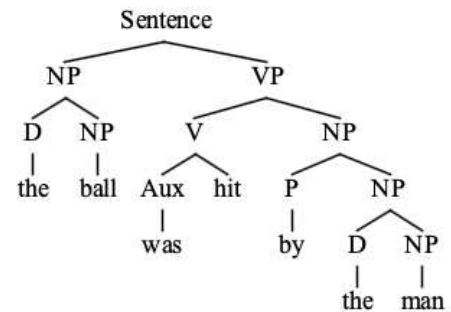 Sentence
NP VP
D NP V NP
the ball Aux hit P NP
was by D NP
the man